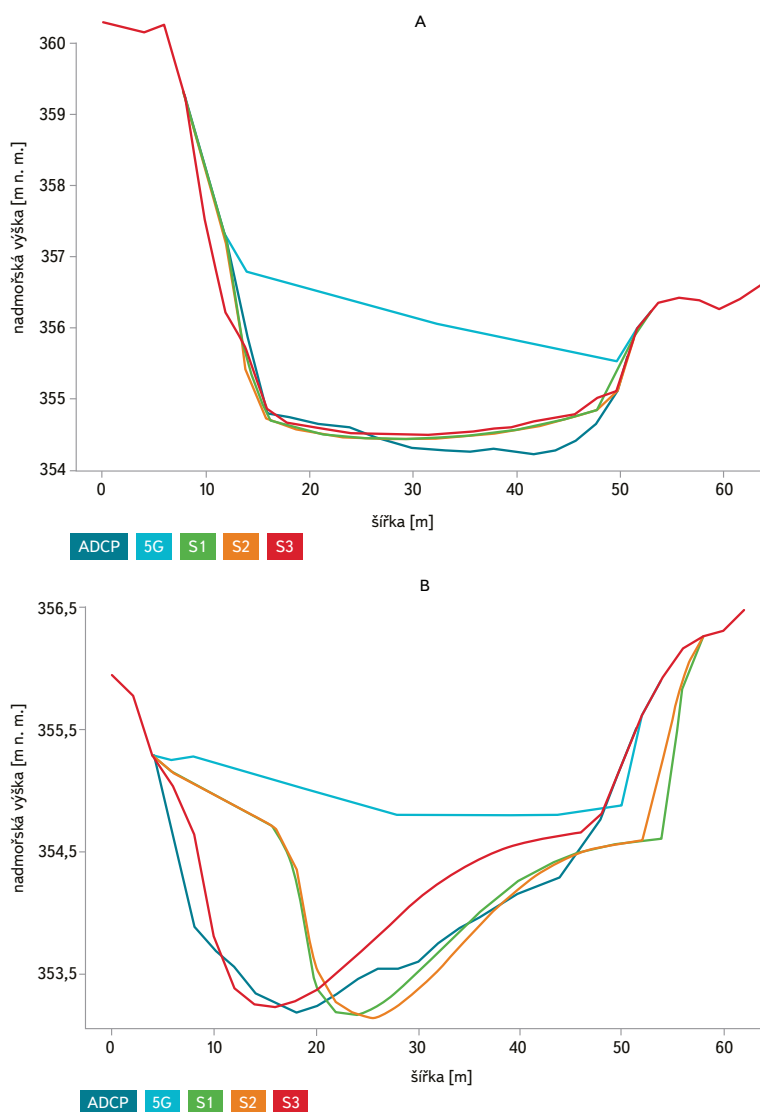 A
360
359
358
357
356
355
354
nadmořská výška [m n. m.]
0 10 20 30 40 50 60
šířka [m]
ADCP 5G S1 S2 S3
B
356,5
355,5
354,5
353,5
nadmořská výška [m n. m.]
0 10 20 30 40 50 60
šířka [m]
ADCP 5G S1 S2 S3